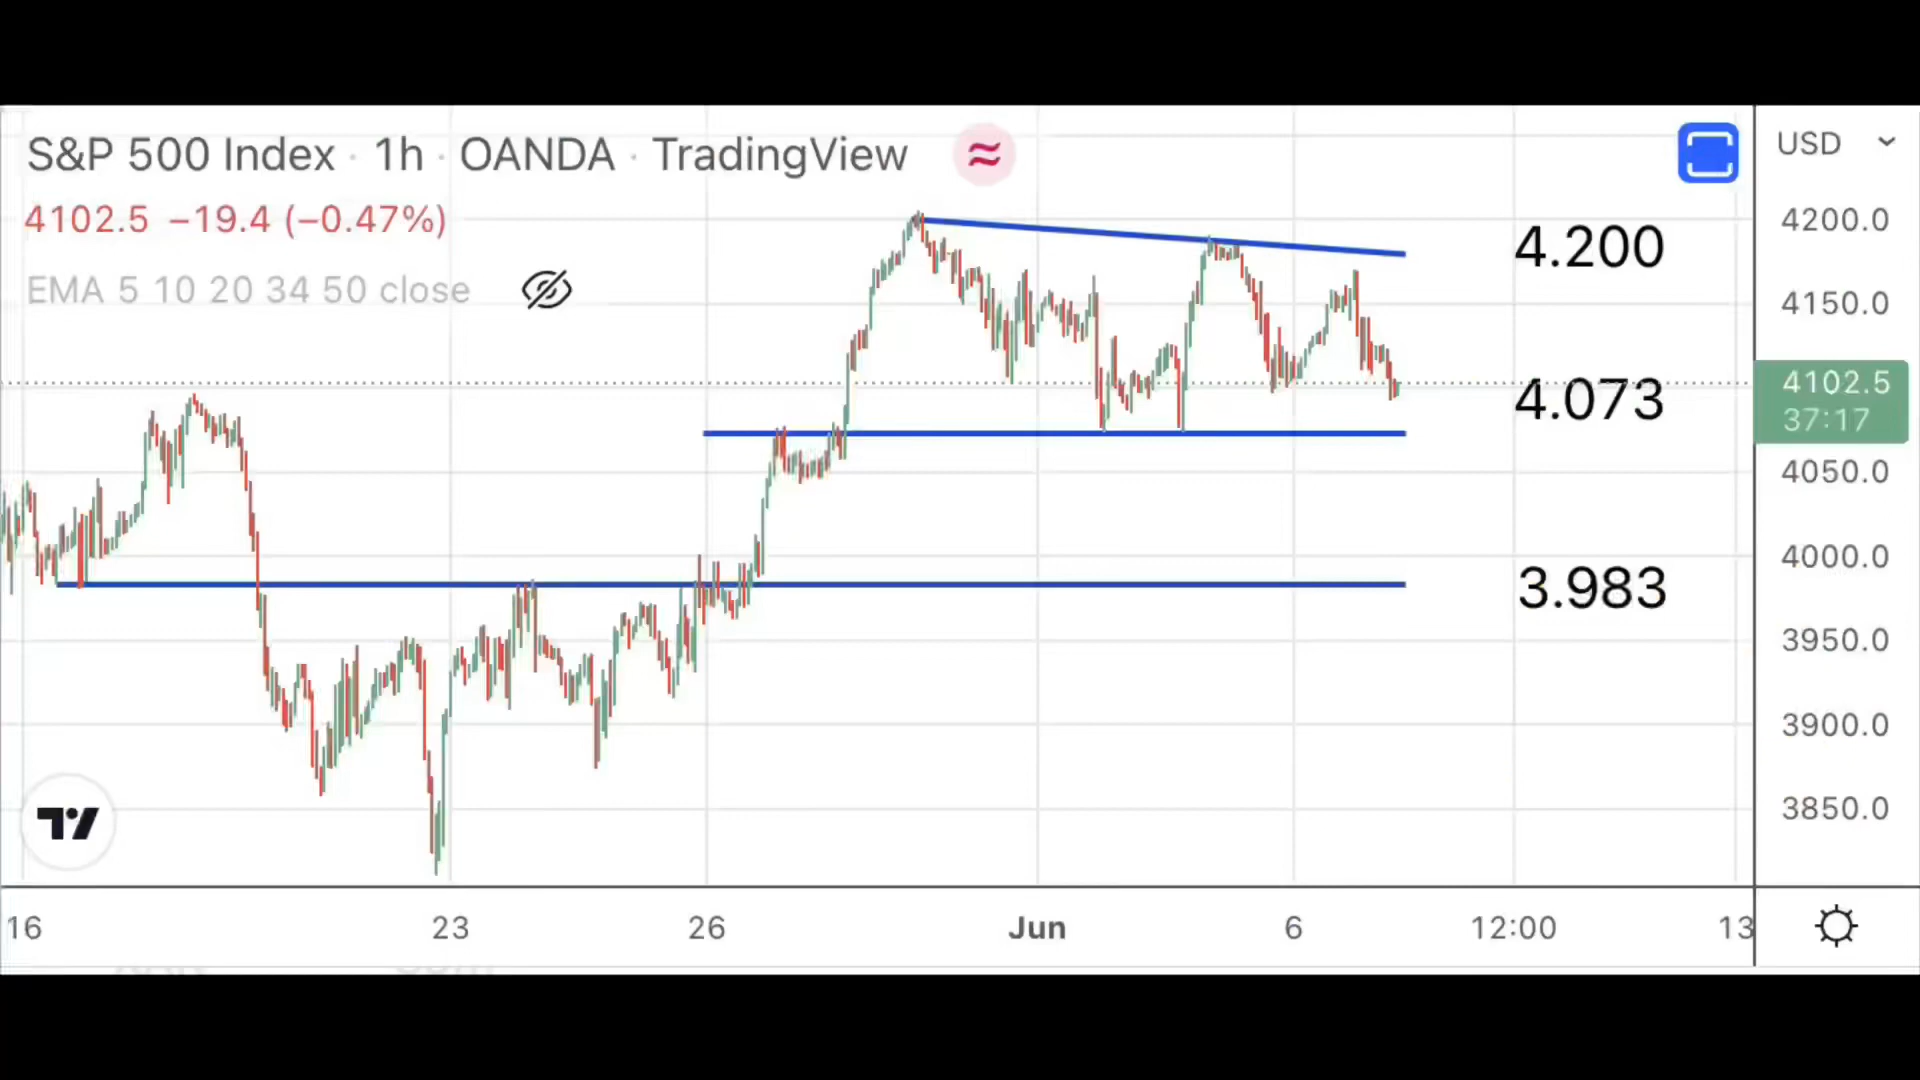 S&P 500 Index · 1h · OANDA · TradingView
USD
4102.5 −19.4 (−0.47%)
EMA 5 10 20 34 50 close
4.200
4.073
3.983
4200.0
4150.0
4102.5
37:17
4050.0
4000.0
3950.0
3900.0
3850.0
16 23 26 Jun 6 12:00 13